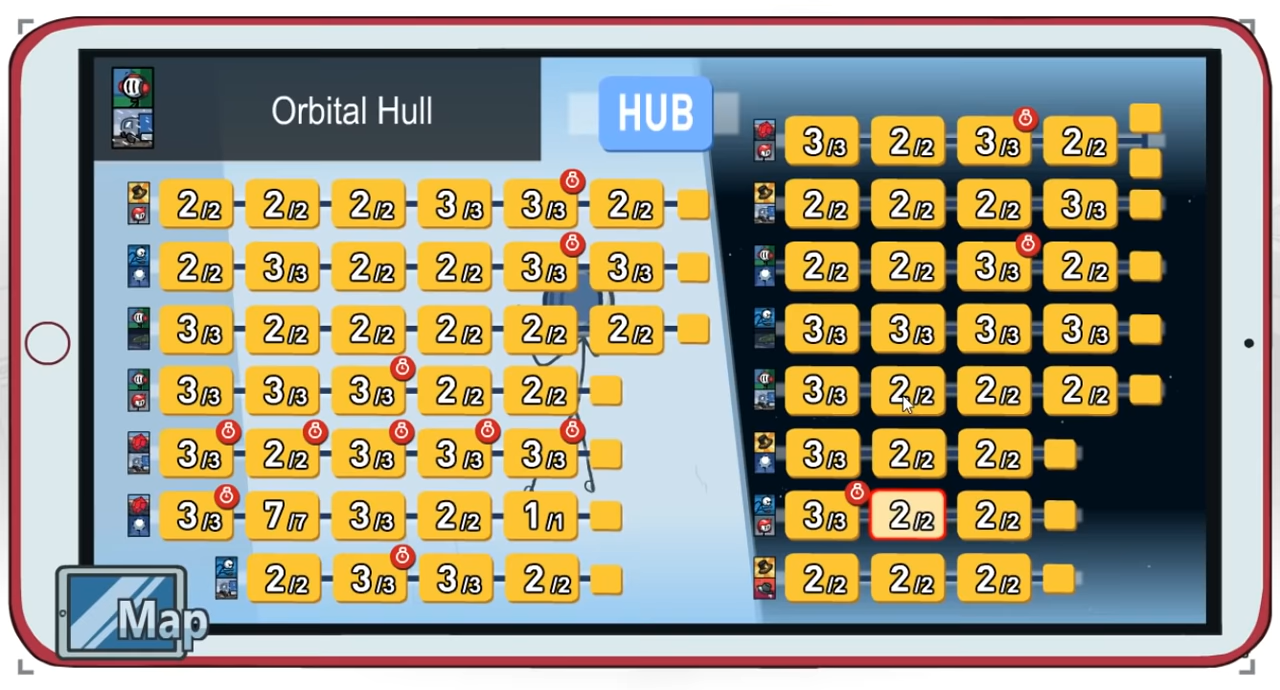 Orbital Hull
HUB
2/2 2/2 2/2 3/3 3/3 2/2
2/2 3/3 2/2 2/2 3/3 3/3
3/3 2/2 2/2 2/2 2/2 2/2
3/3 3/3 3/3 2/2 2/2
3/3 2/2 3/3 3/3 3/3
3/3 7/7 3/3 2/2 1/1
2/2 3/3 3/3 2/2
3/3 2/2 3/3 2/2
2/2 2/2 2/2 3/3
2/2 2/2 3/3 2/2
3/3 3/3 3/3 3/3
3/3 2/2 2/2 2/2
3/3 2/2 2/2
3/3 2/2 2/2
2/2 2/2 2/2
Map